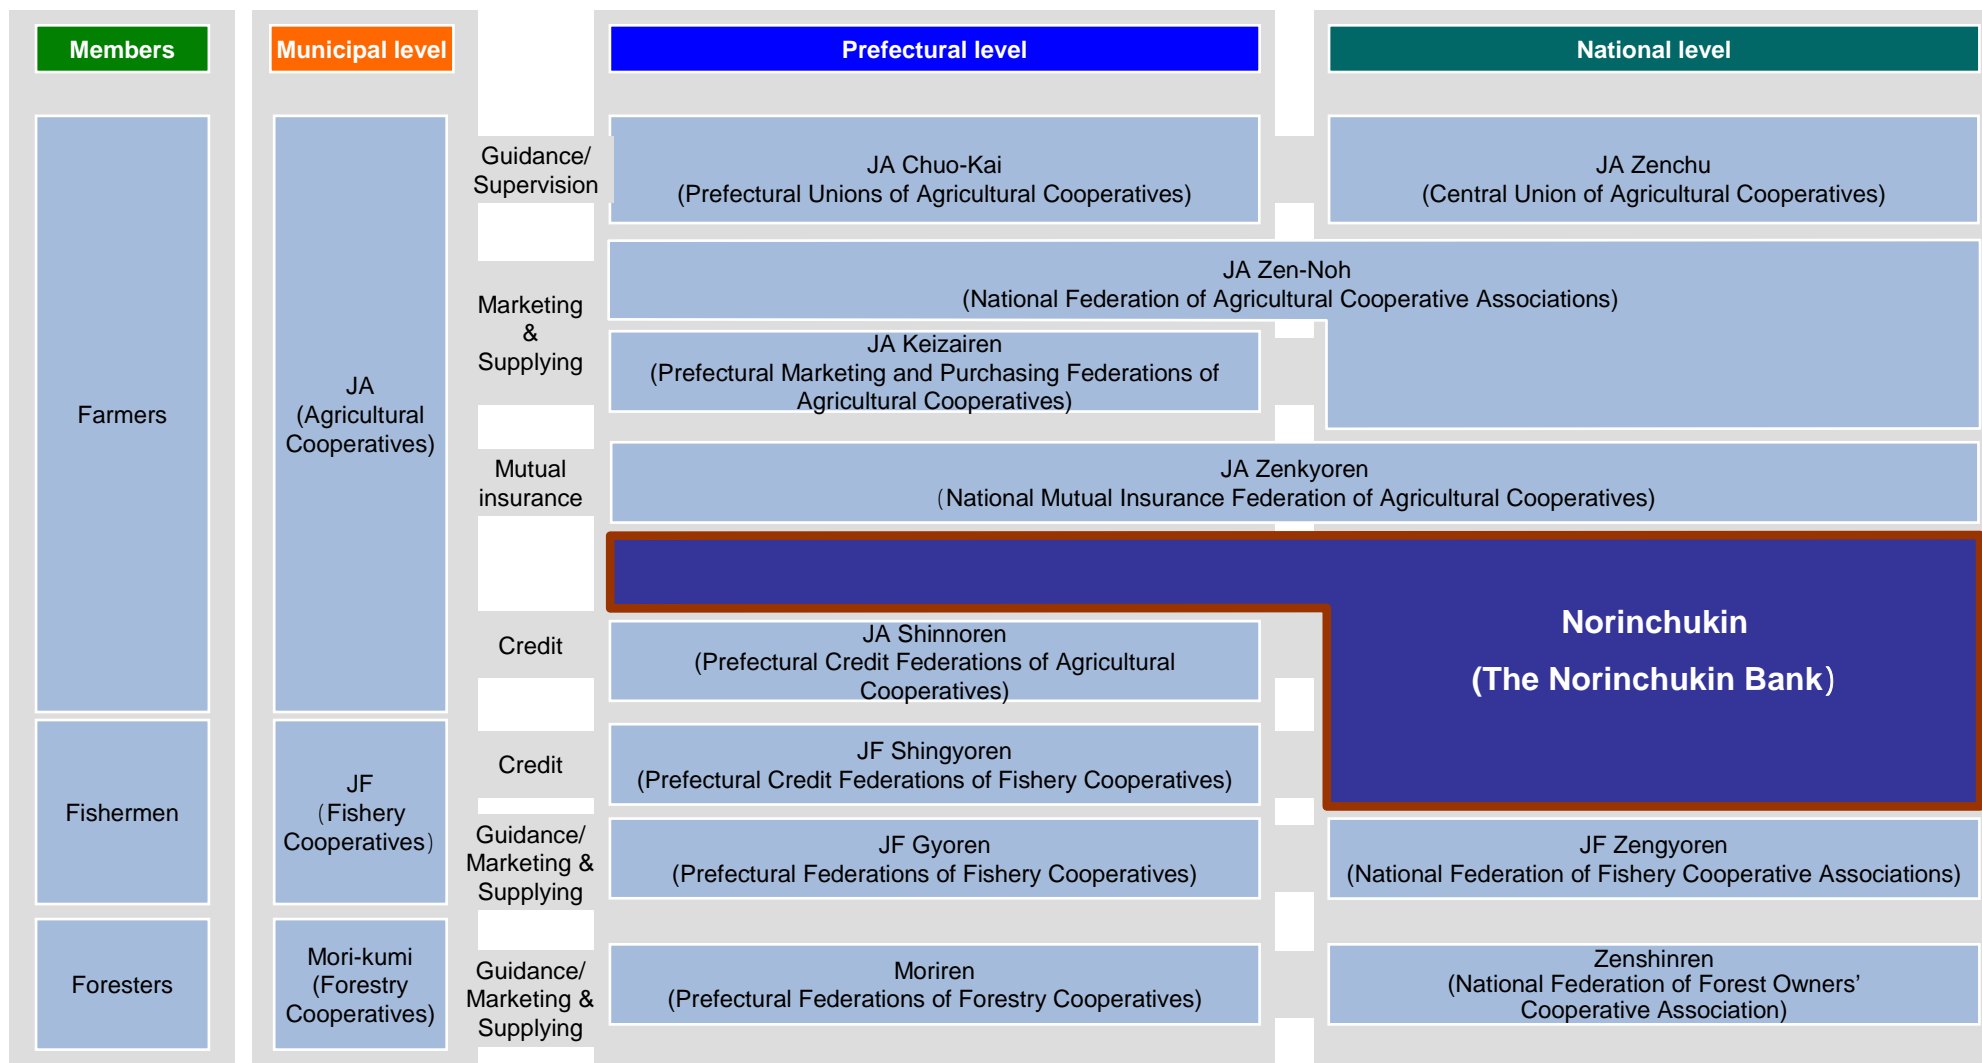 Members
Municipal level
Prefectural level
National level
Farmers
JA
(Agricultural
Cooperatives)
Guidance/
Supervision
JA Chuo-Kai
(Prefectural Unions of Agricultural Cooperatives)
JA Zenchu
(Central Union of Agricultural Cooperatives)
Marketing
&
Supplying
JA Zen-Noh
(National Federation of Agricultural Cooperative Associations)
JA Keizairen
(Prefectural Marketing and Purchasing Federations of
Agricultural Cooperatives)
Mutual
insurance
JA Zenkyoren
(National Mutual Insurance Federation of Agricultural Cooperatives)
Norinchukin
(The Norinchukin Bank)
Credit
JA Shinnoren
(Prefectural Credit Federations of Agricultural
Cooperatives)
Fishermen
JF
(Fishery
Cooperatives)
Credit
JF Shingyoren
(Prefectural Credit Federations of Fishery Cooperatives)
Guidance/
Marketing &
Supplying
JF Gyoren
(Prefectural Federations of Fishery Cooperatives)
JF Zengyoren
(National Federation of Fishery Cooperative Associations)
Foresters
Mori-kumi
(Forestry
Cooperatives)
Guidance/
Marketing &
Supplying
Moriren
(Prefectural Federations of Forestry Cooperatives)
Zenshinren
(National Federation of Forest Owners’
Cooperative Association)